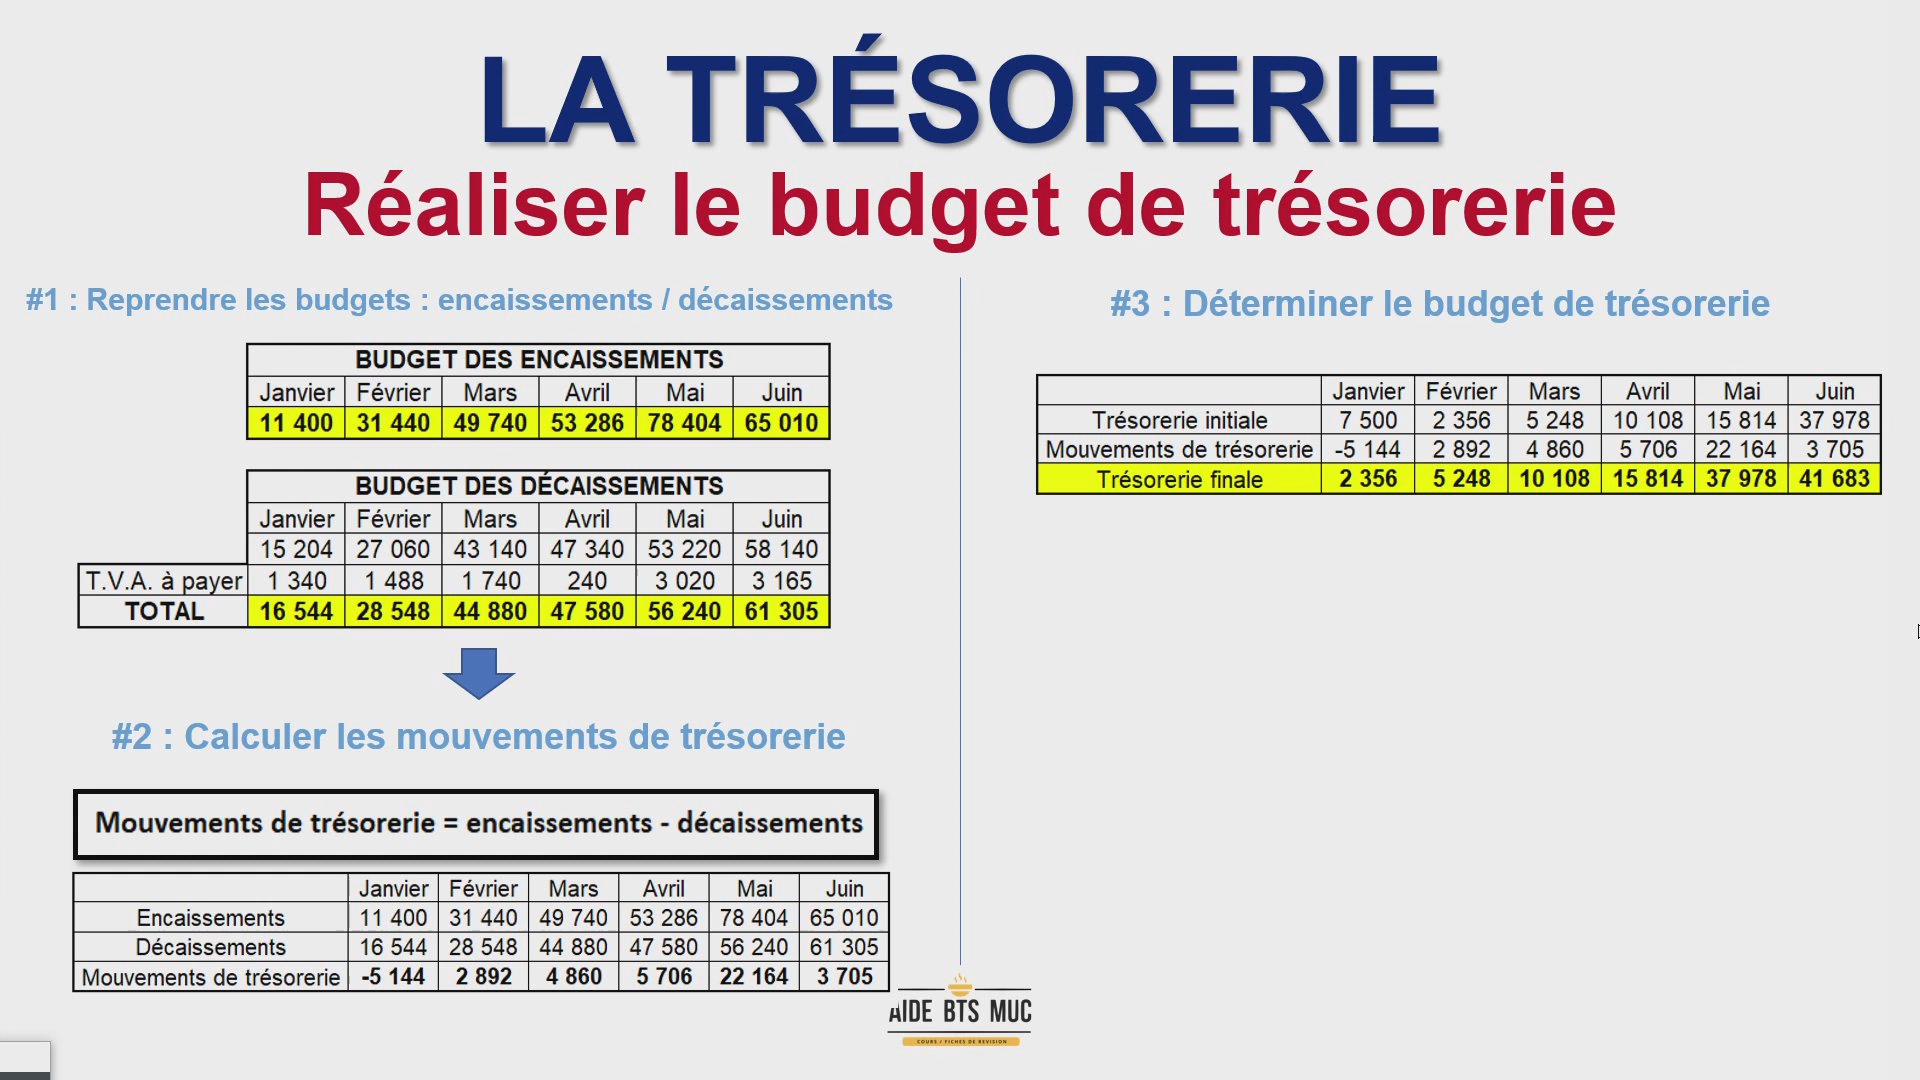 LA TRÉSORERIE
Réaliser le budget de trésorerie
#1 : Reprendre les budgets : encaissements / décaissements
BUDGET DES ENCAISSEMENTS
Janvier Février Mars Avril Mai Juin
11 400 31 440 49 740 53 286 78 404 65 010
BUDGET DES DÉCAISSEMENTS
Janvier Février Mars Avril Mai Juin
15 204 27 060 43 140 47 340 53 220 58 140
T.V.A. à payer 1 340 1 488 1 740 240 3 020 3 165
TOTAL 16 544 28 548 44 880 47 580 56 240 61 305
#2 : Calculer les mouvements de trésorerie
Mouvements de trésorerie = encaissements - décaissements
Janvier Février Mars Avril Mai Juin
Encaissements 11 400 31 440 49 740 53 286 78 404 65 010
Décaissements 16 544 28 548 44 880 47 580 56 240 61 305
Mouvements de trésorerie -5 144 2 892 4 860 5 706 22 164 3 705
#3 : Déterminer le budget de trésorerie
Janvier Février Mars Avril Mai Juin
Trésorerie initiale 7 500 2 356 5 248 10 108 15 814 37 978
Mouvements de trésorerie -5 144 2 892 4 860 5 706 22 164 3 705
Trésorerie finale 2 356 5 248 10 108 15 814 37 978 41 683
AIDE BTS MUC
COURS / FICHES DE REVISION